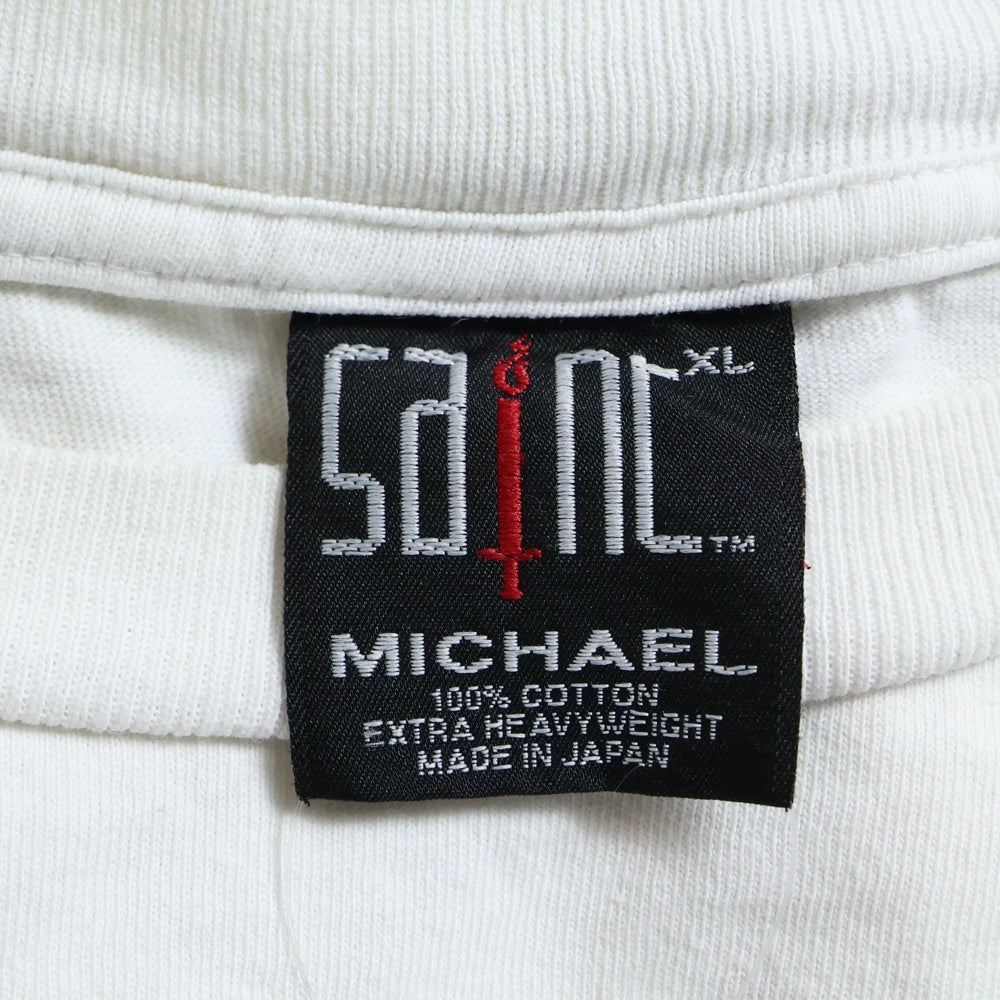 SAINT XL ™
MICHAEL
100% COTTON
EXTRA HEAVYWEIGHT
MADE IN JAPAN